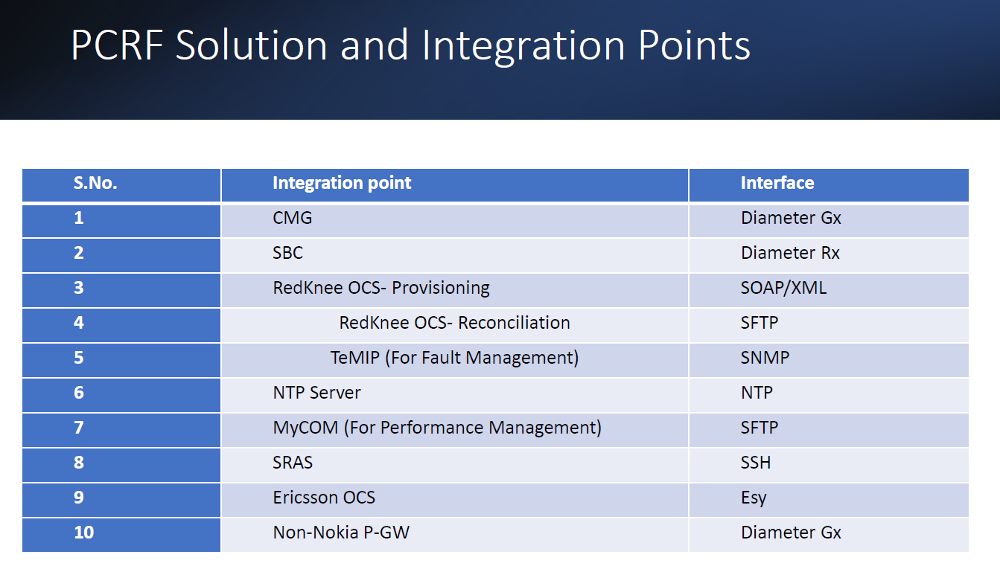 PCRF Solution and Integration Points
S.No. Integration point Interface
1 CMG Diameter Gx
2 SBC Diameter Rx
3 RedKnee OCS- Provisioning SOAP/XML
4 RedKnee OCS- Reconciliation SFTP
5 TeMIP (For Fault Management) SNMP
6 NTP Server NTP
7 MyCOM (For Performance Management) SFTP
8 SRAS SSH
9 Ericsson OCS Esy
10 Non-Nokia P-GW Diameter Gx